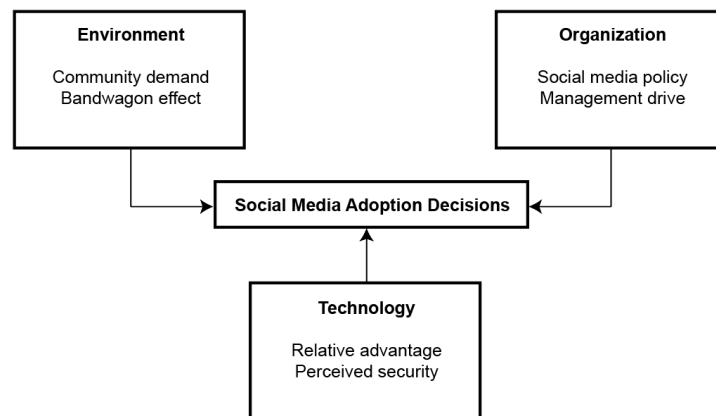 Environment
Community demand
Bandwagon effect
Organization
Social media policy
Management drive
Social Media Adoption Decisions
Technology
Relative advantage
Perceived security